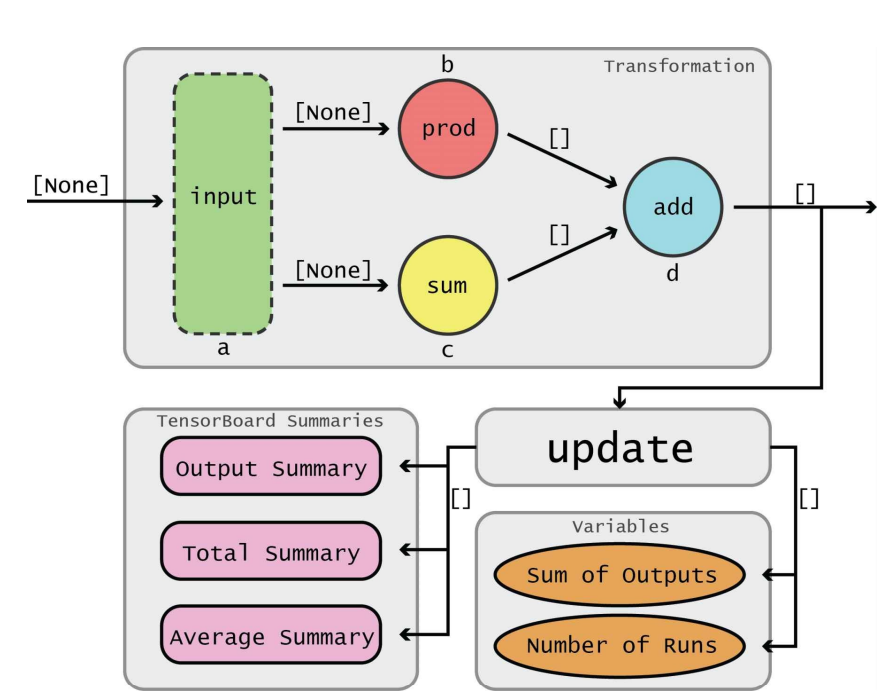 b
Transformation
[None]
prod
[]
[None]
input
[]
add
[]
[None]
sum
d
a
c
TensorBoard Summaries
update
Output Summary
[]
[]
Variables
Total Summary
Sum of Outputs
Average Summary
Number of Runs